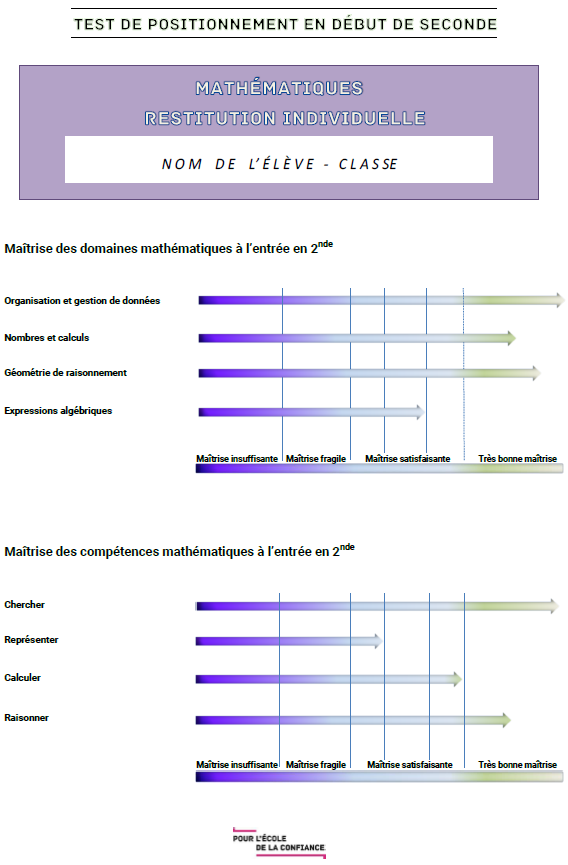 TEST DE POSITIONNEMENT EN DÉBUT DE SECONDE
MATHÉMATIQUES
RESTITUTION INDIVIDUELLE
NOM DE L'ÉLÈVE - CLASSE
Maîtrise des domaines mathématiques à l'entrée en 2nde
Organisation et gestion de données
Nombres et calculs
Géométrie de raisonnement
Expressions algébriques
Maîtrise insuffisante Maîtrise fragile Maîtrise satisfaisante Très bonne maîtrise
Maîtrise des compétences mathématiques à l'entrée en 2nde
Chercher
Représenter
Calculer
Raisonner
Maîtrise insuffisante Maîtrise fragile Maîtrise satisfaisante Très bonne maîtrise
POUR L'ÉCOLE
DE LA CONFIANCE